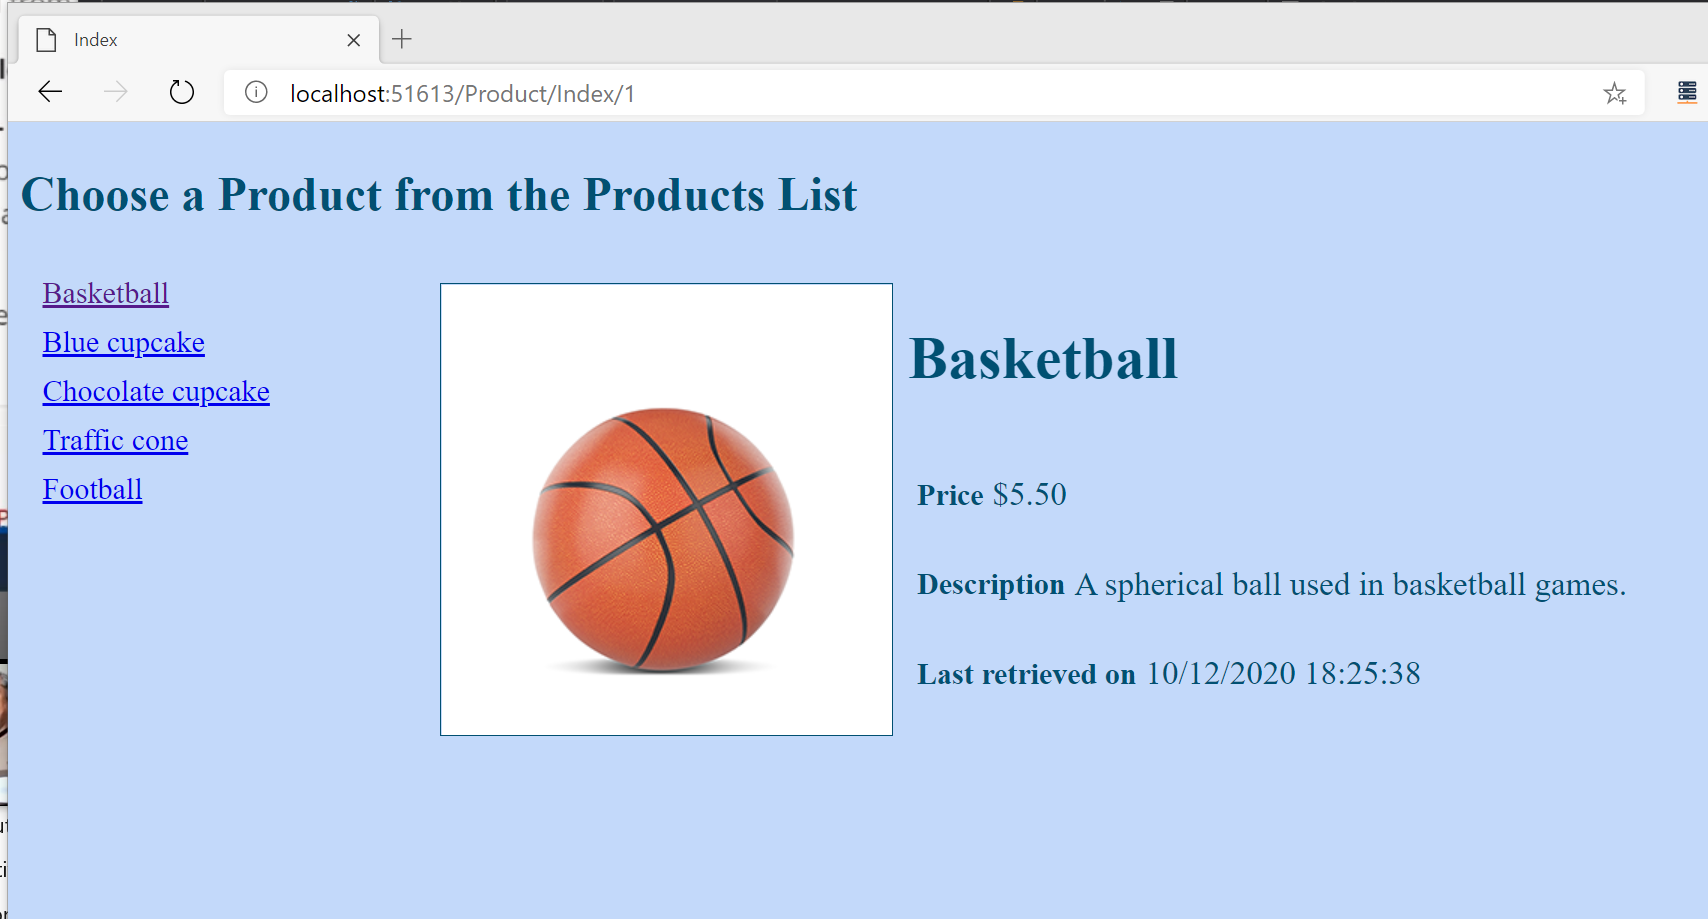 Index
localhost:51613/Product/Index/1
Choose a Product from the Products List
Basketball
Blue cupcake
Chocolate cupcake
Traffic cone
Football
Basketball
Price $5.50
Description A spherical ball used in basketball games.
Last retrieved on 10/12/2020 18:25:38